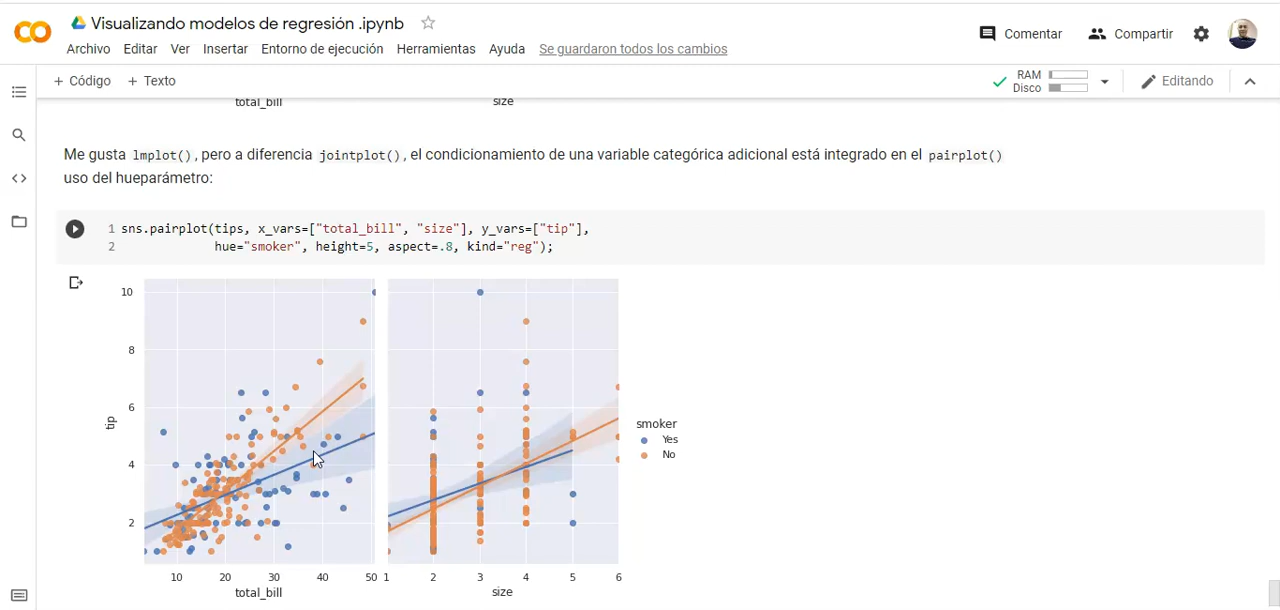 Visualizando modelos de regresión .ipynb
Archivo Editar Ver Insertar Entorno de ejecución Herramientas Ayuda Se guardaron todos los cambios
Comentar Compartir
+ Código + Texto
RAM
Disco
Editando
total_bill size
Me gusta lmplot(), pero a diferencia jointplot(), el condicionamiento de una variable categórica adicional está integrado en el pairplot()
uso del hueparámetro:
1 sns.pairplot(tips, x_vars=["total_bill", "size"], y_vars=["tip"],
2 hue="smoker", height=5, aspect=.8, kind="reg");
10
8
6
4
2
tip
10 20 30 40 50
total_bill
1 2 3 4 5 6
size
smoker
Yes
No